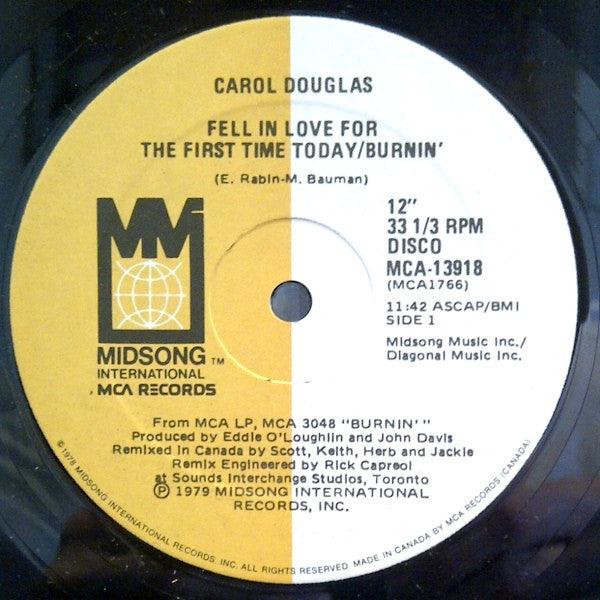 CAROL DOUGLAS
FELL IN LOVE FOR
THE FIRST TIME TODAY/BURNIN'
(E. Rabin-M. Bauman)
12"
33 1/3 RPM
DISCO
MCA-13918
(MCA1766)
11:42 ASCAP/BMI
SIDE 1
Midsong Music Inc./
Diagonal Music Inc.
MM
MIDSONG TM
INTERNATIONAL
MCA RECORDS
From MCA LP, MCA 3048 "BURNIN'"
Produced by Eddie O'Loughlin and John Davis
Remixed in Canada by Scott, Keith, Herb and Jackie
Remix Engineered by Rick Capreol
at Sounds Interchange Studios, Toronto
℗ 1979 MIDSONG INTERNATIONAL
RECORDS, INC.
© 1978 MIDSONG INTERNATIONAL RECORDS, INC. ALL RIGHTS RESERVED. MADE IN CANADA BY MCA RECORDS (CANADA)